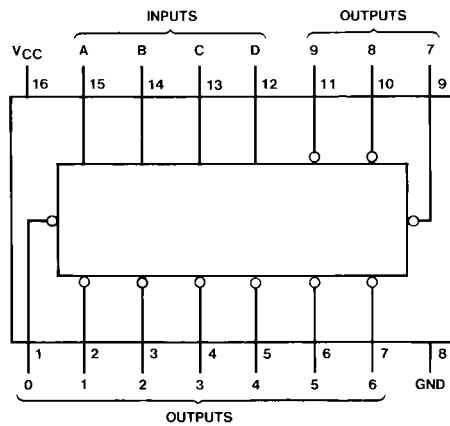 INPUTS OUTPUTS
VCC A B C D 9 8 7
16 15 14 13 12 11 10 9
1 2 3 4 5 6 7 8
0 1 2 3 4 5 6 GND
OUTPUTS